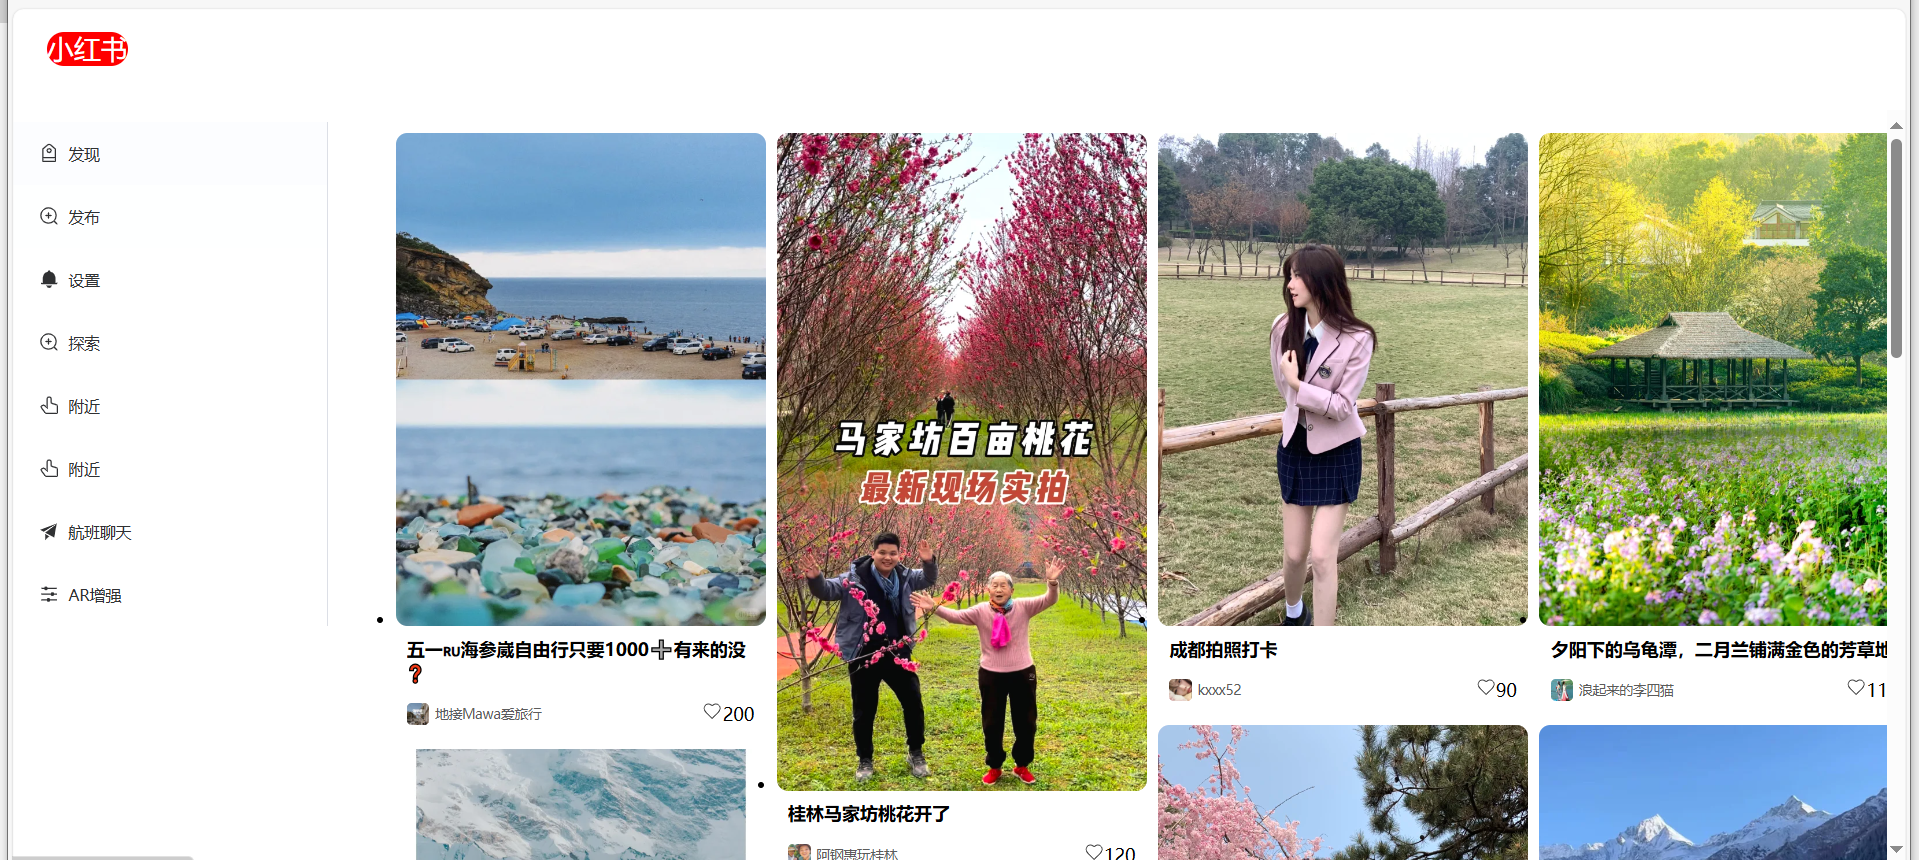 小红书
发现
发布
设置
探索
附近
附近
航班聊天
AR增强
五一RU海参崴自由行只要1000➕有来的没
❓
地接Mawa爱旅行
200
马家坊百亩桃花
最新现场实拍
桂林马家坊桃花开了
阿钢惠玩桂林
120
成都拍照打卡
kxxx52
90
夕阳下的乌龟潭，二月兰铺满金色的芳草地
浪起来的李四猫
11